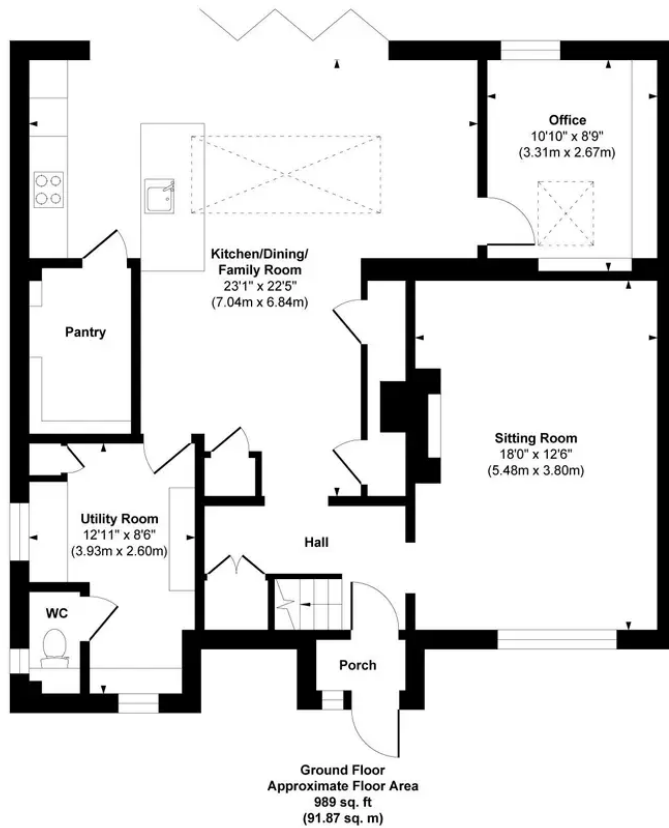 Office
10'10" x 8'9"
(3.31m x 2.67m)
Kitchen/Dining/
Family Room
23'1" x 22'5"
(7.04m x 6.84m)
Pantry
Sitting Room
18'0" x 12'6"
(5.48m x 3.80m)
Utility Room
12'11" x 8'6"
(3.93m x 2.60m)
Hall
WC
Porch
Ground Floor
Approximate Floor Area
989 sq. ft
(91.87 sq. m)